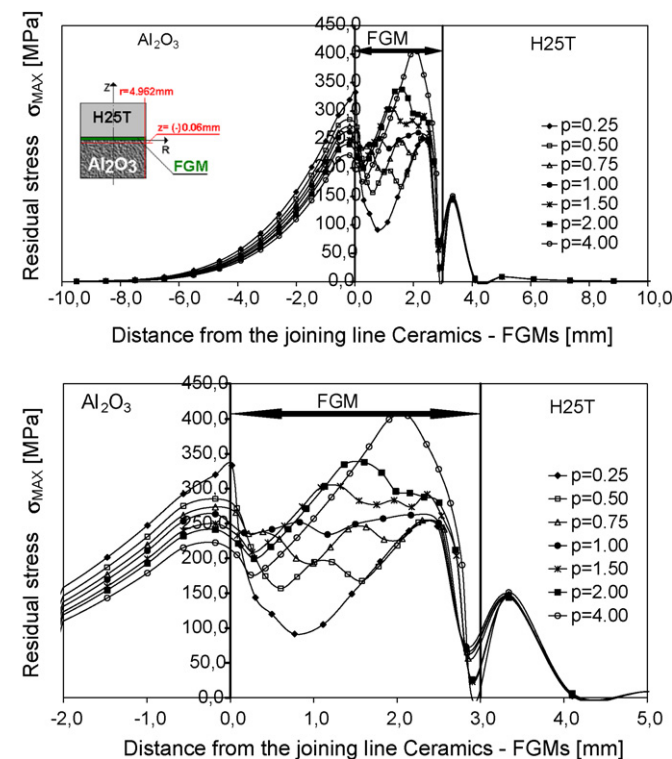 Al₂O₃
FGM
H25T
450,0
400,0
350,0
300,0
250,0
200,0
150,0
100,0
50,0
0,0
Residual stress σMAX [MPa]
Z
r=4.962mm
H25T
z= (-)0.06mm
R
Al₂O₃
FGM
p=0.25
p=0.50
p=0.75
p=1.00
p=1.50
p=2.00
p=4.00
-10,0 -8,0 -6,0 -4,0 -2,0 0,0 2,0 4,0 6,0 8,0 10,0
Distance from the joining line Ceramics - FGMs [mm]
Al₂O₃
FGM
H25T
450,0
400,0
350,0
300,0
250,0
200,0
150,0
100,0
50,0
0,0
Residual stress σMAX [MPa]
p=0.25
p=0.50
p=0.75
p=1.00
p=1.50
p=2.00
p=4.00
-2,0 -1,0 0,0 1,0 2,0 3,0 4,0 5,0
Distance from the joining line Ceramics - FGMs [mm]